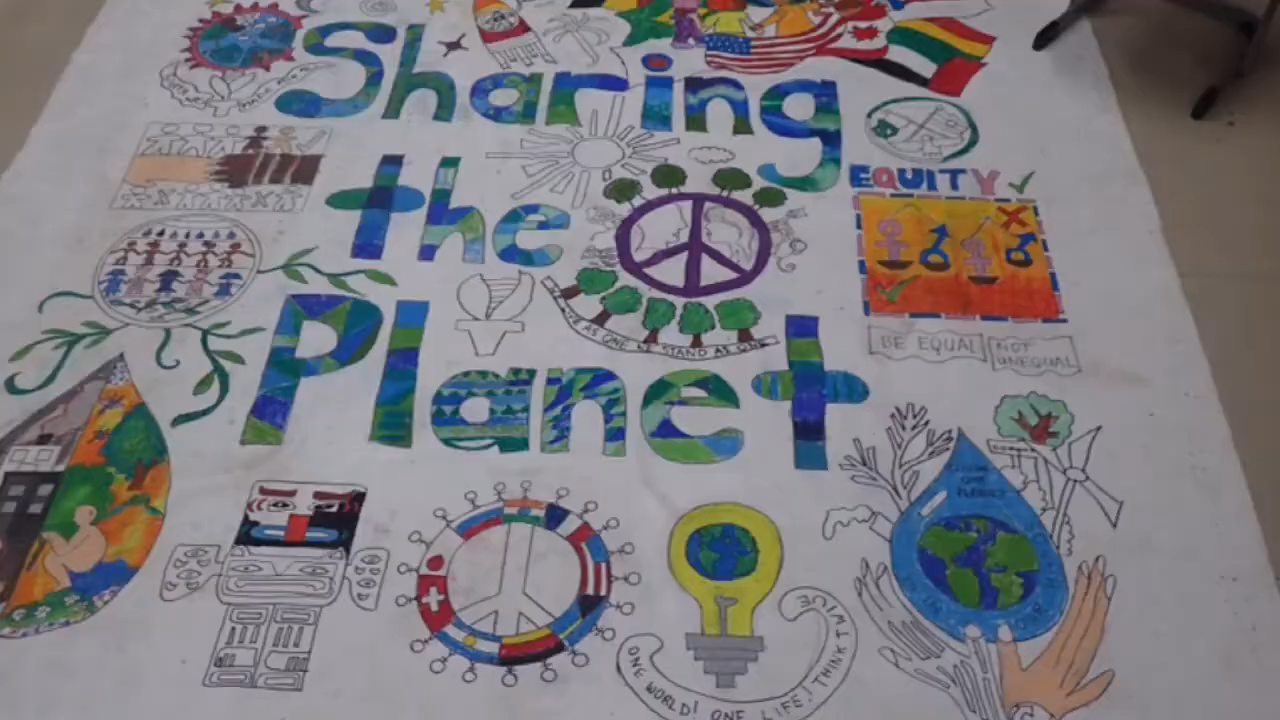 Sharing
the
EQUITY
WE AS ONE WE STAND AS ONE
BE EQUAL
NOT
UNEQUAL
Planet
ONE WORLD! ONE LIFE! THINK TWICE